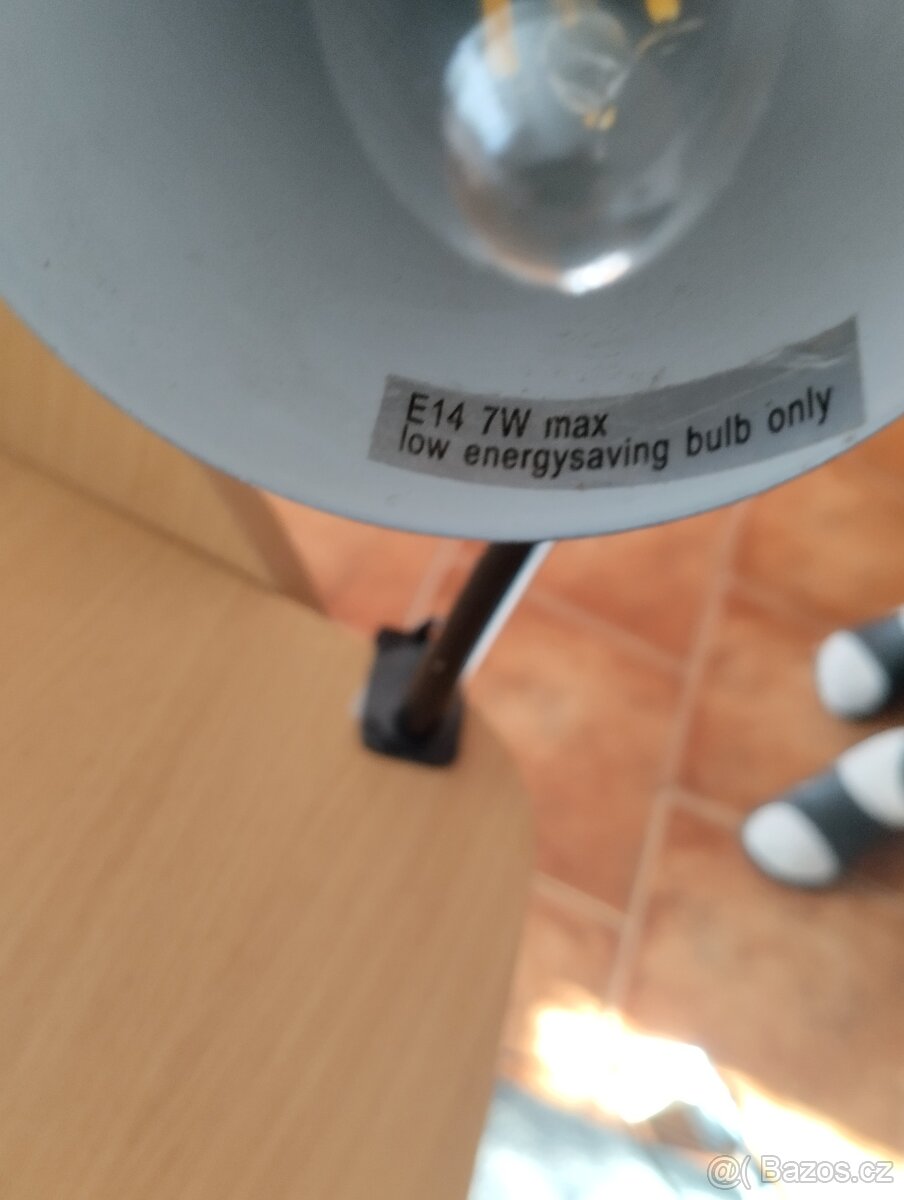 E14 7W max
low energysaving bulb only
@( Bazos.cz